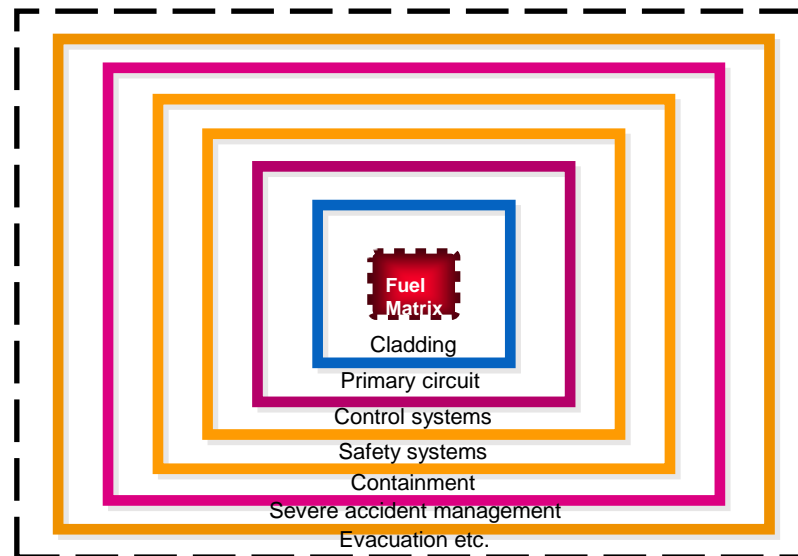 Fuel
Matrix
Cladding
Primary circuit
Control systems
Safety systems
Containment
Severe accident management
Evacuation etc.